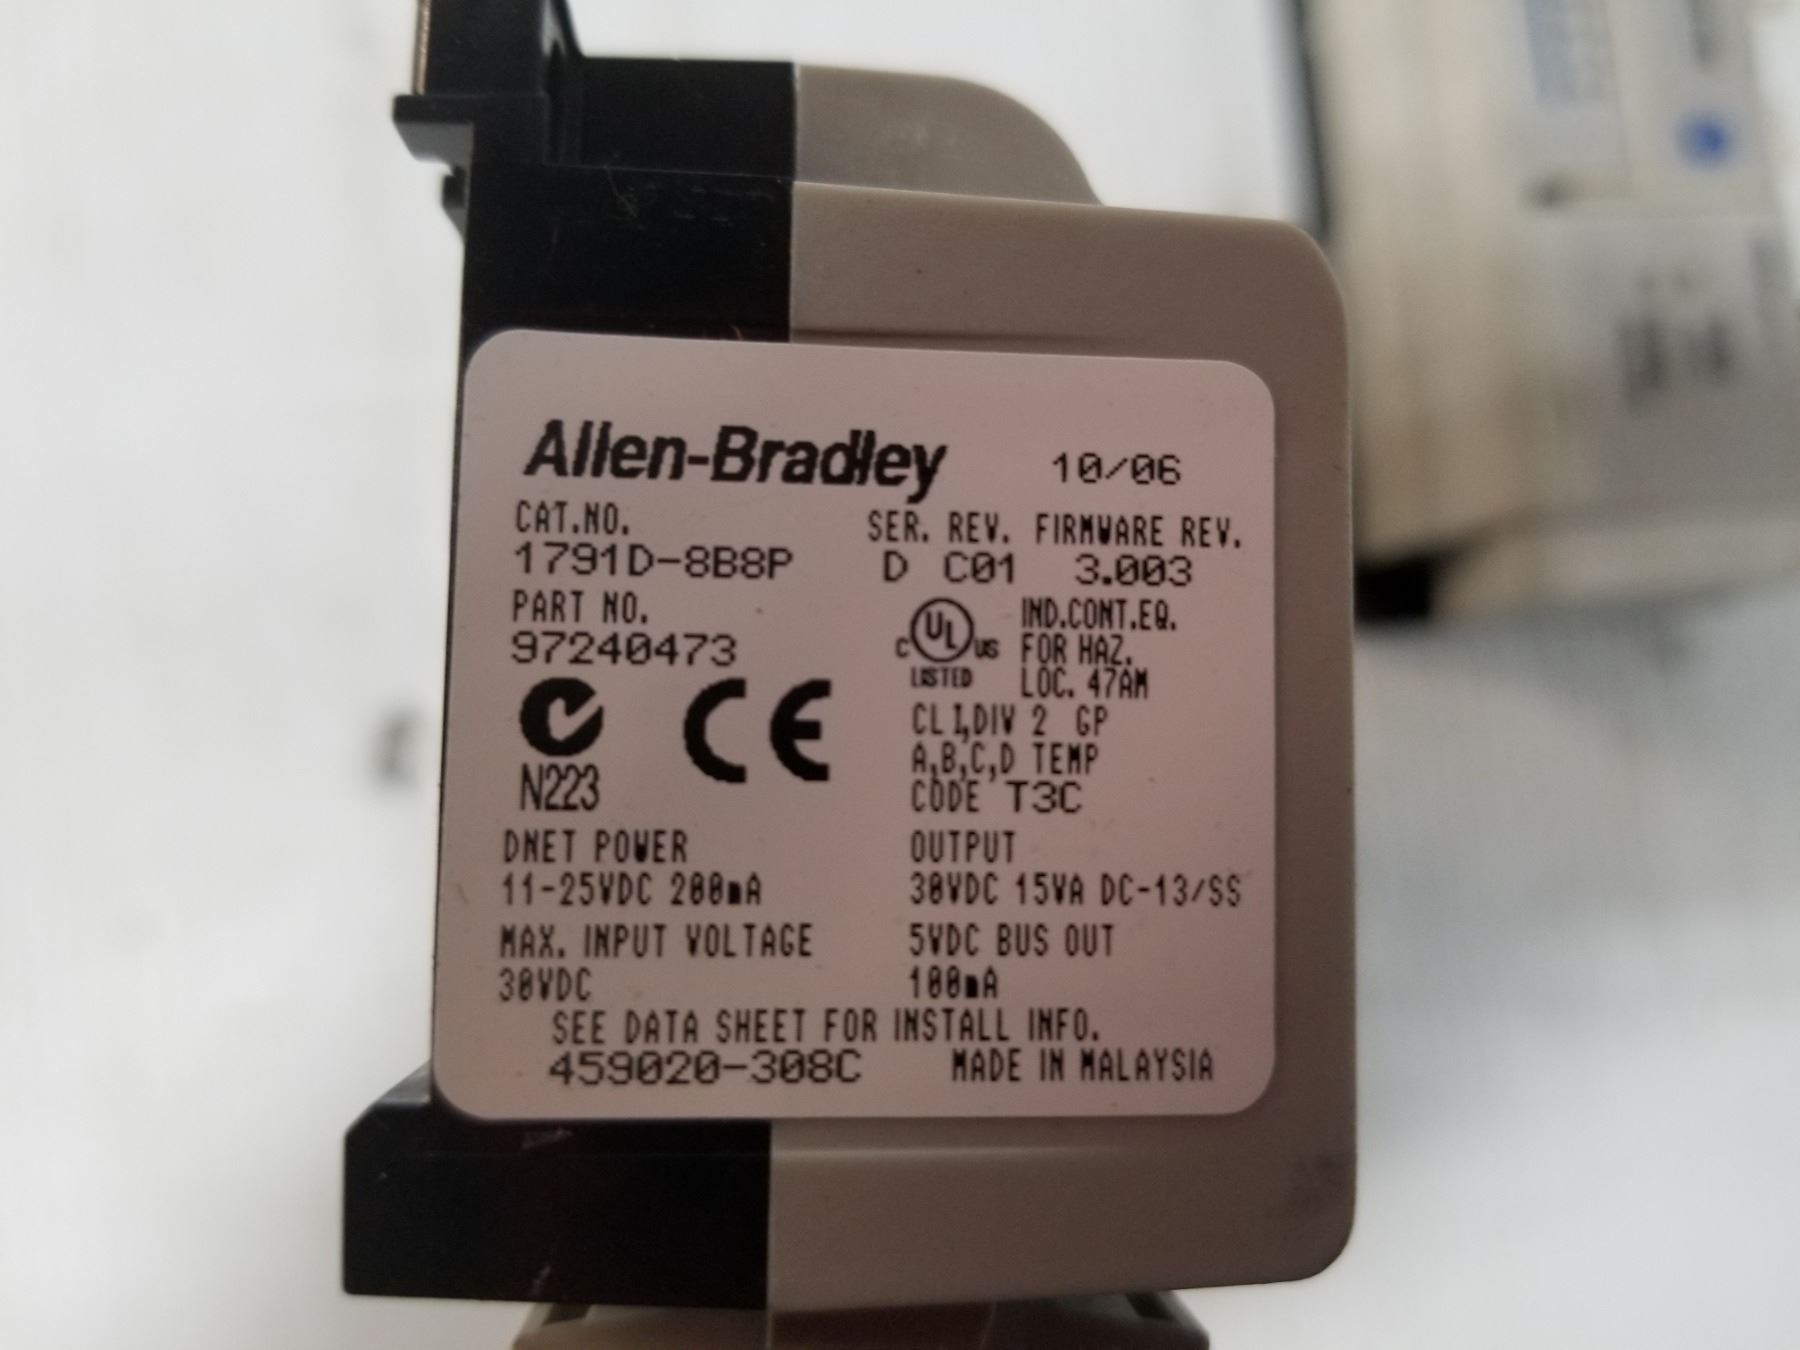 Allen-Bradley 10/06
CAT.NO. SER. REV. FIRMWARE REV.
1791D-8B8P D C01 3.003
PART NO.
97240473
C UL US
LISTED
IND.CONT.EQ.
FOR HAZ.
LOC. 47AM
CL I,DIV 2 GP
A,B,C,D TEMP
CODE T3C
CE
N223
DNET POWER
11-25VDC 200mA
MAX. INPUT VOLTAGE
30VDC
OUTPUT
30VDC 15VA DC-13/SS
5VDC BUS OUT
100mA
SEE DATA SHEET FOR INSTALL INFO.
459020-308C MADE IN MALAYSIA